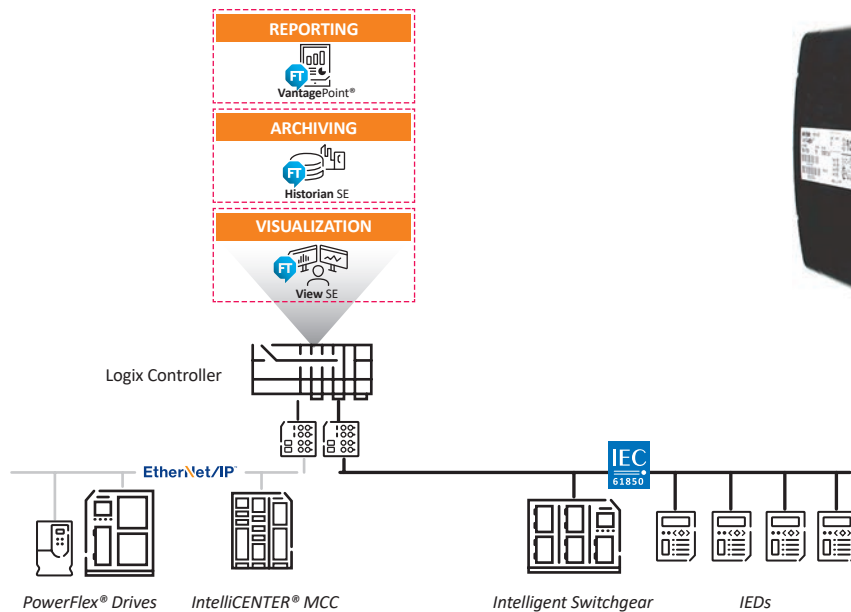 REPORTING
FT
VantagePoint®
ARCHIVING
FT
Historian SE
VISUALIZATION
FT
View SE
Logix Controller
EtherNet/IP™
IEC
61850
PowerFlex® Drives
IntelliCENTER® MCC
Intelligent Switchgear
IEDs